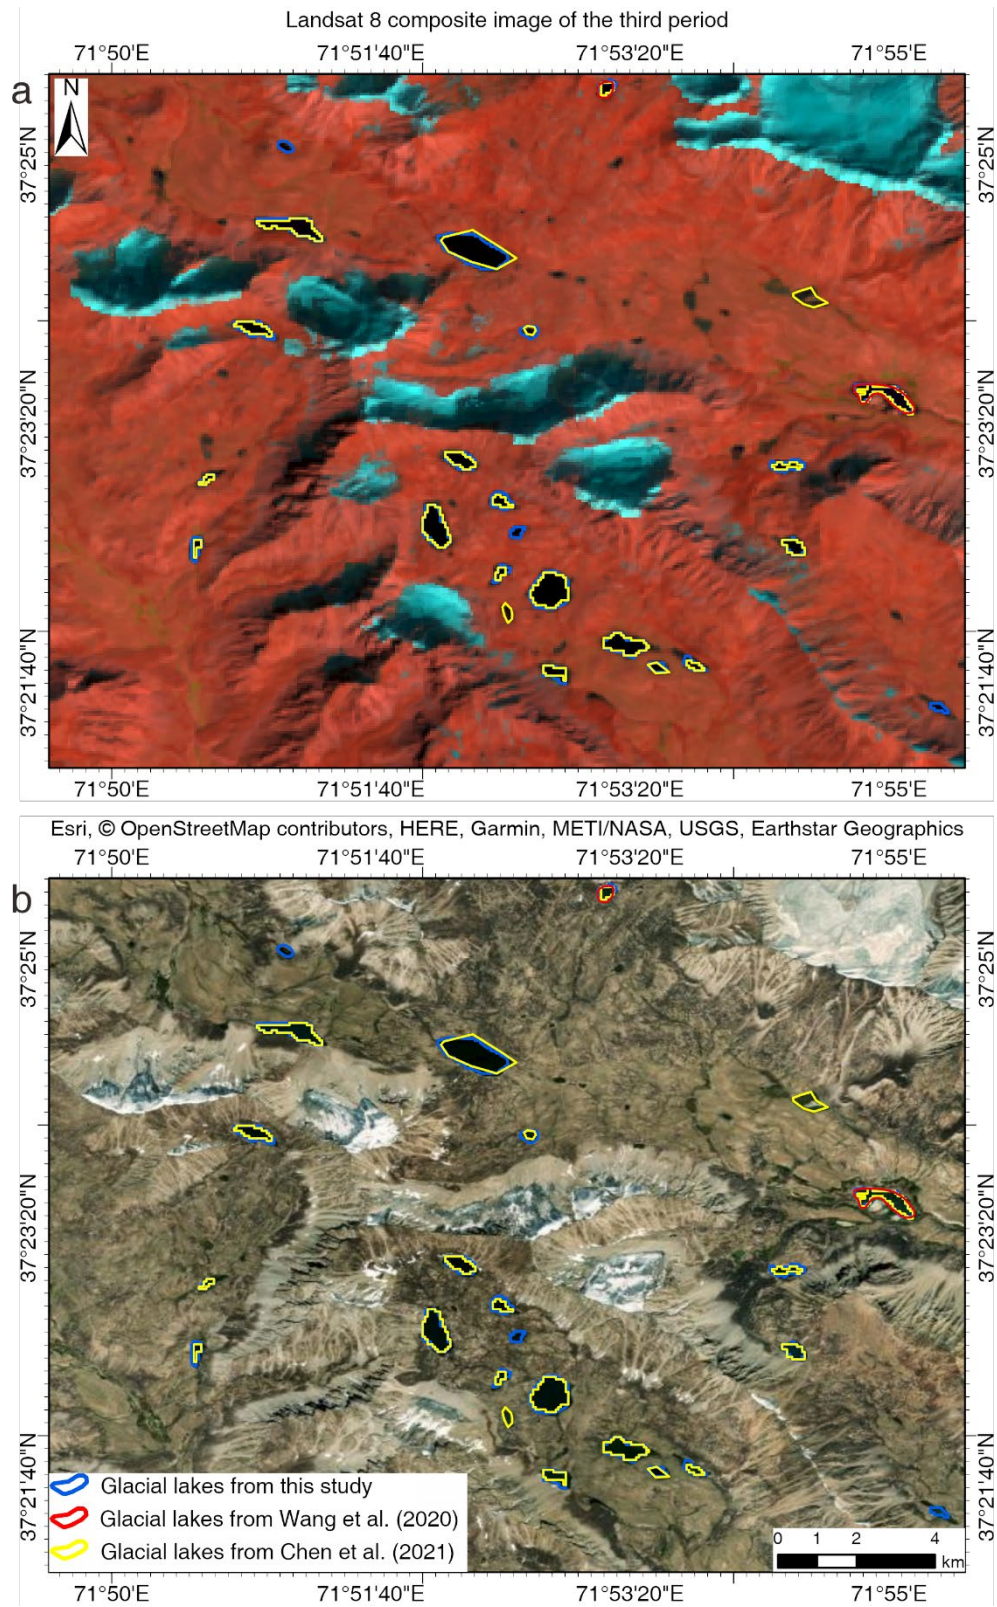 Landsat 8 composite image of the third period
71°50'E 71°51'40"E 71°53'20"E 71°55'E
a
N
37°25'N 37°25'N
37°23'20"N 37°23'20"N
37°21'40"N 37°21'40"N
71°50'E 71°51'40"E 71°53'20"E 71°55'E
Esri, © OpenStreetMap contributors, HERE, Garmin, METI/NASA, USGS, Earthstar Geographics
71°50'E 71°51'40"E 71°53'20"E 71°55'E
b
37°25'N 37°25'N
37°23'20"N 37°23'20"N
37°21'40"N 37°21'40"N
Glacial lakes from this study
Glacial lakes from Wang et al. (2020)
Glacial lakes from Chen et al. (2021)
0 1 2 4
km
71°50'E 71°51'40"E 71°53'20"E 71°55'E